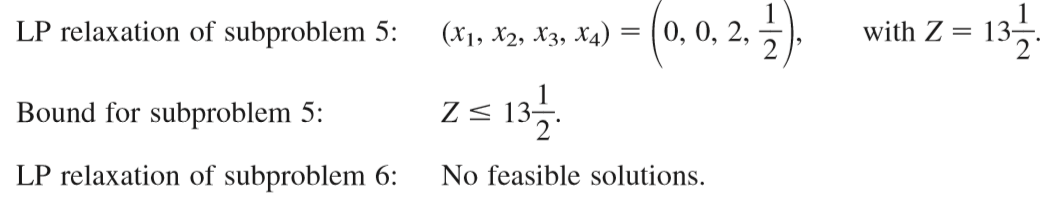 LP relaxation of subproblem 5: (x₁, x₂, x₃, x₄) = (0, 0, 2, 1/2), with Z = 13 1/2.
Bound for subproblem 5: Z ≤ 13 1/2.
LP relaxation of subproblem 6: No feasible solutions.